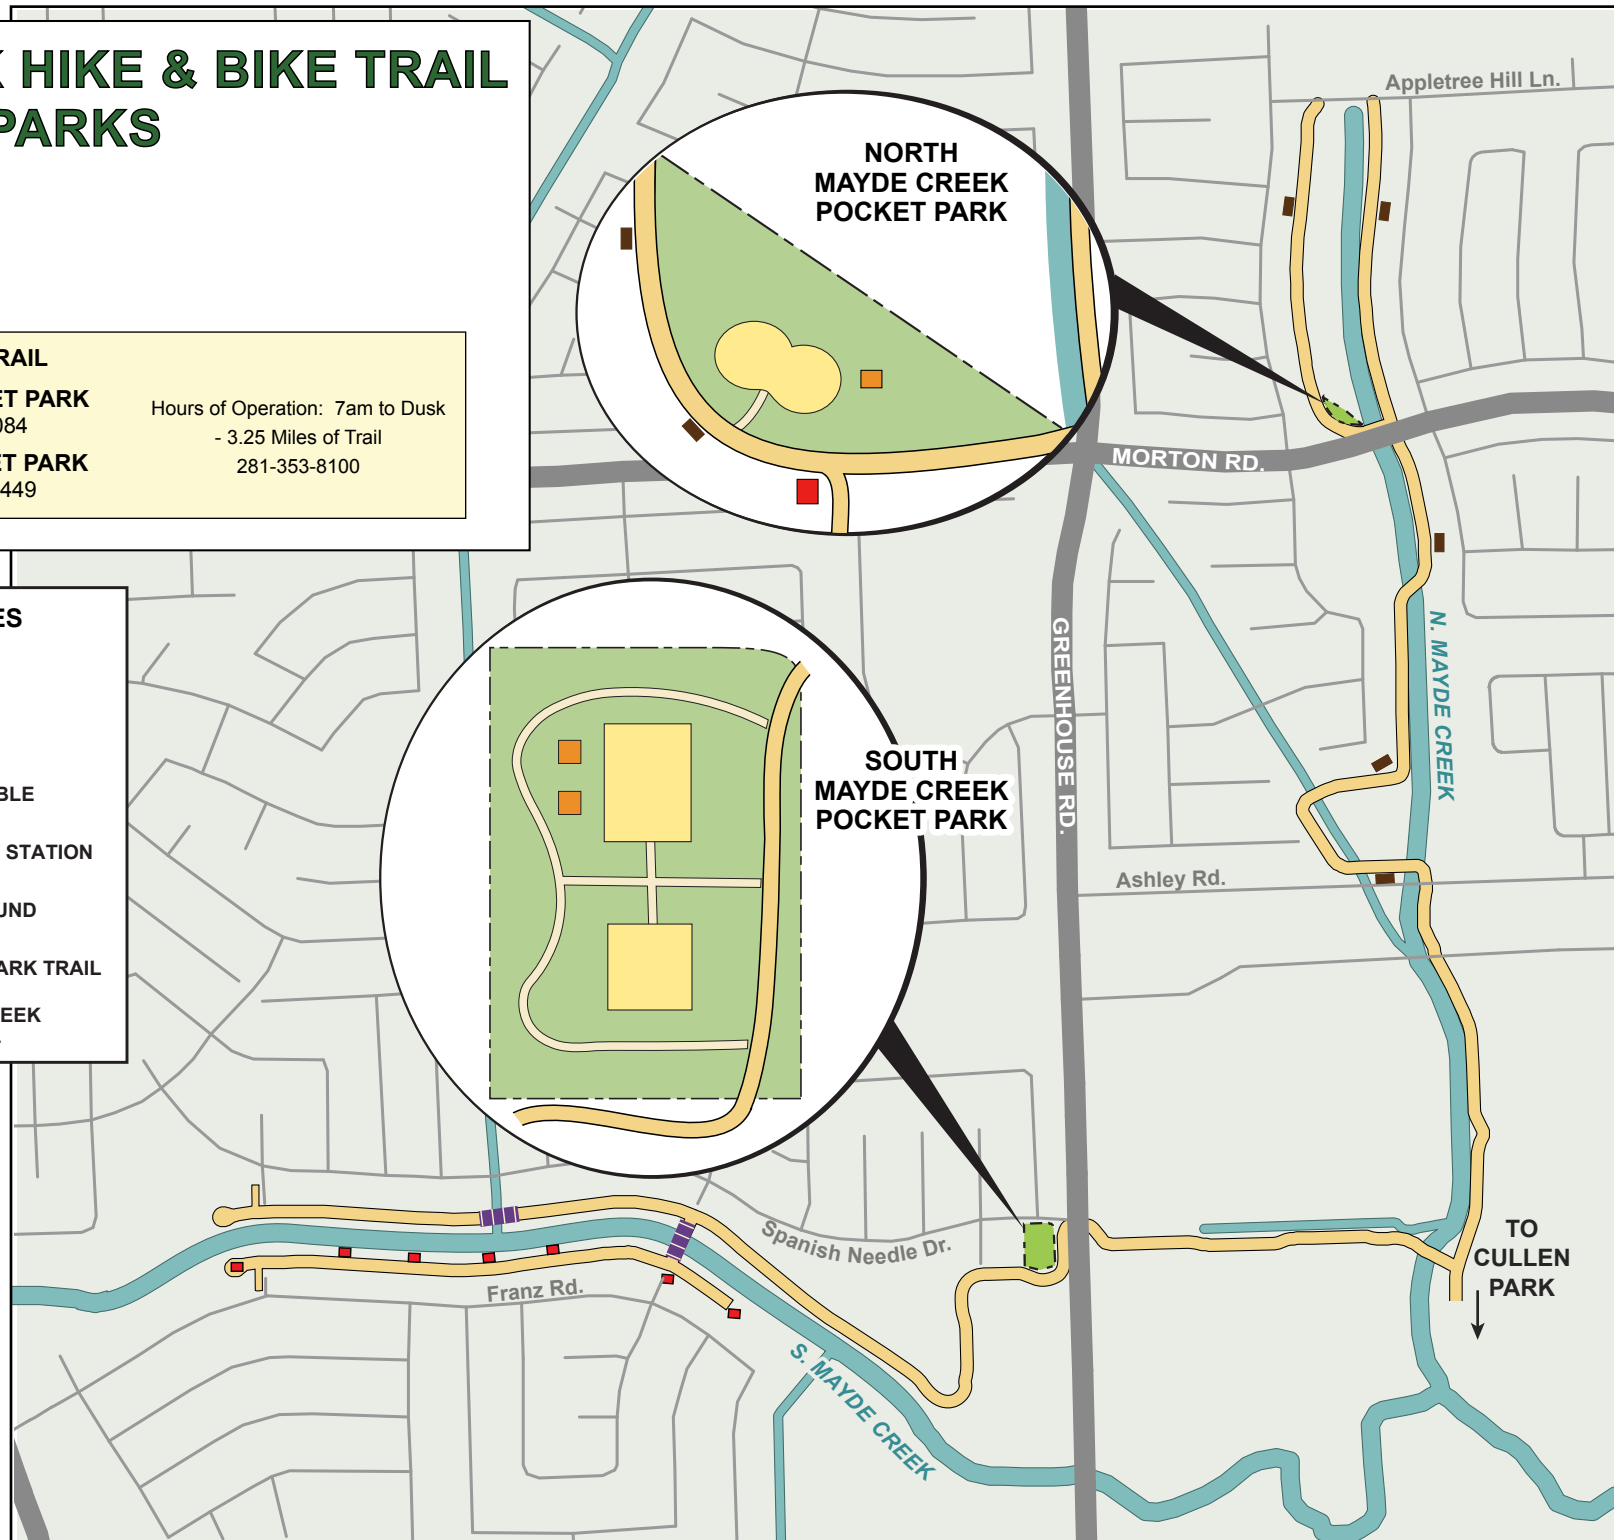 K HIKE & BIKE TRAIL
PARKS
RAIL
ET PARK
084
ET PARK
449
Hours of Operation: 7am to Dusk
- 3.25 Miles of Trail
281-353-8100
ES
BLE
STATION
UND
ARK TRAIL
EEK
NORTH
MAYDE CREEK
POCKET PARK
Appletree Hill Ln.
MORTON RD.
GREENHOUSE RD.
N. MAYDE CREEK
SOUTH
MAYDE CREEK
POCKET PARK
Ashley Rd.
Spanish Needle Dr.
Franz Rd.
S. MAYDE CREEK
TO
CULLEN
PARK